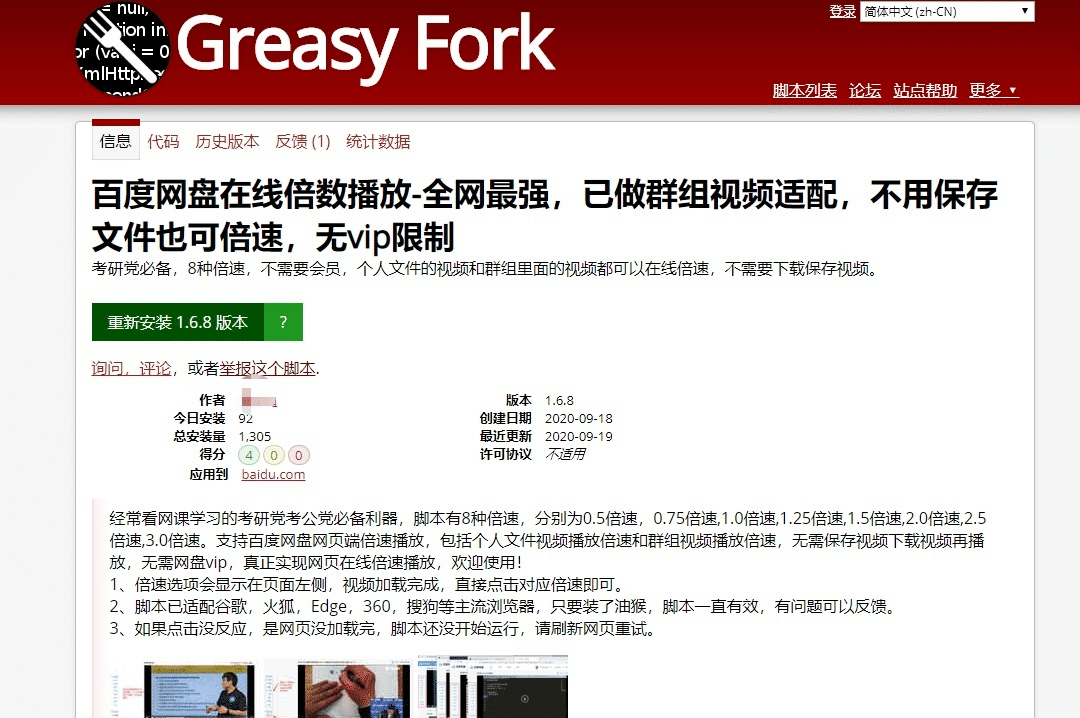 = null,
tion in
or (va i = 0
XmlHttp
Greasy Fork
登录 简体中文 (zh-CN)
脚本列表 论坛 站点帮助 更多
信息 代码 历史版本 反馈 (1) 统计数据
百度网盘在线倍数播放-全网最强，已做群组视频适配，不用保存
文件也可倍速，无vip限制
考研党必备，8种倍速，不需要会员，个人文件的视频和群组里面的视频都可以在线倍速，不需要下载保存视频。
重新安装 1.6.8 版本 ?
询问，评论，或者举报这个脚本.
作者
今日安装 92
总安装量 1,305
得分 4 0 0
应用到 baidu.com
版本 1.6.8
创建日期 2020-09-18
最近更新 2020-09-19
许可协议 不适用
经常看网课学习的考研党考公党必备利器，脚本有8种倍速，分别为0.5倍速，0.75倍速,1.0倍速,1.25倍速,1.5倍速,2.0倍速,2.5
倍速,3.0倍速。支持百度网盘网页端倍速播放，包括个人文件视频播放倍速和群组视频播放倍速，无需保存视频下载视频再播
放，无需网盘vip，真正实现网页在线倍速播放，欢迎使用！
1、倍速选项会显示在页面左侧，视频加载完成，直接点击对应倍速即可。
2、脚本已适配谷歌，火狐，Edge，360，搜狗等主流浏览器，只要装了油猴，脚本一直有效，有问题可以反馈。
3、如果点击没反应，是网页没加载完，脚本还没开始运行，请刷新网页重试。